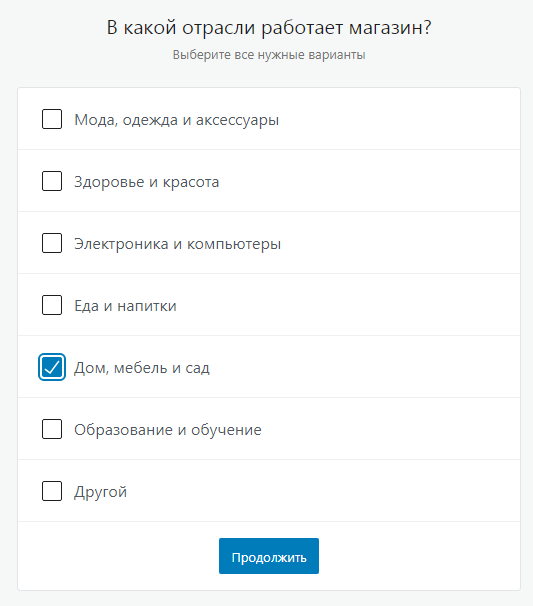 В какой отрасли работает магазин?
Выберите все нужные варианты
Мода, одежда и аксессуары
Здоровье и красота
Электроника и компьютеры
Еда и напитки
Дом, мебель и сад
Образование и обучение
Другой
Продолжить